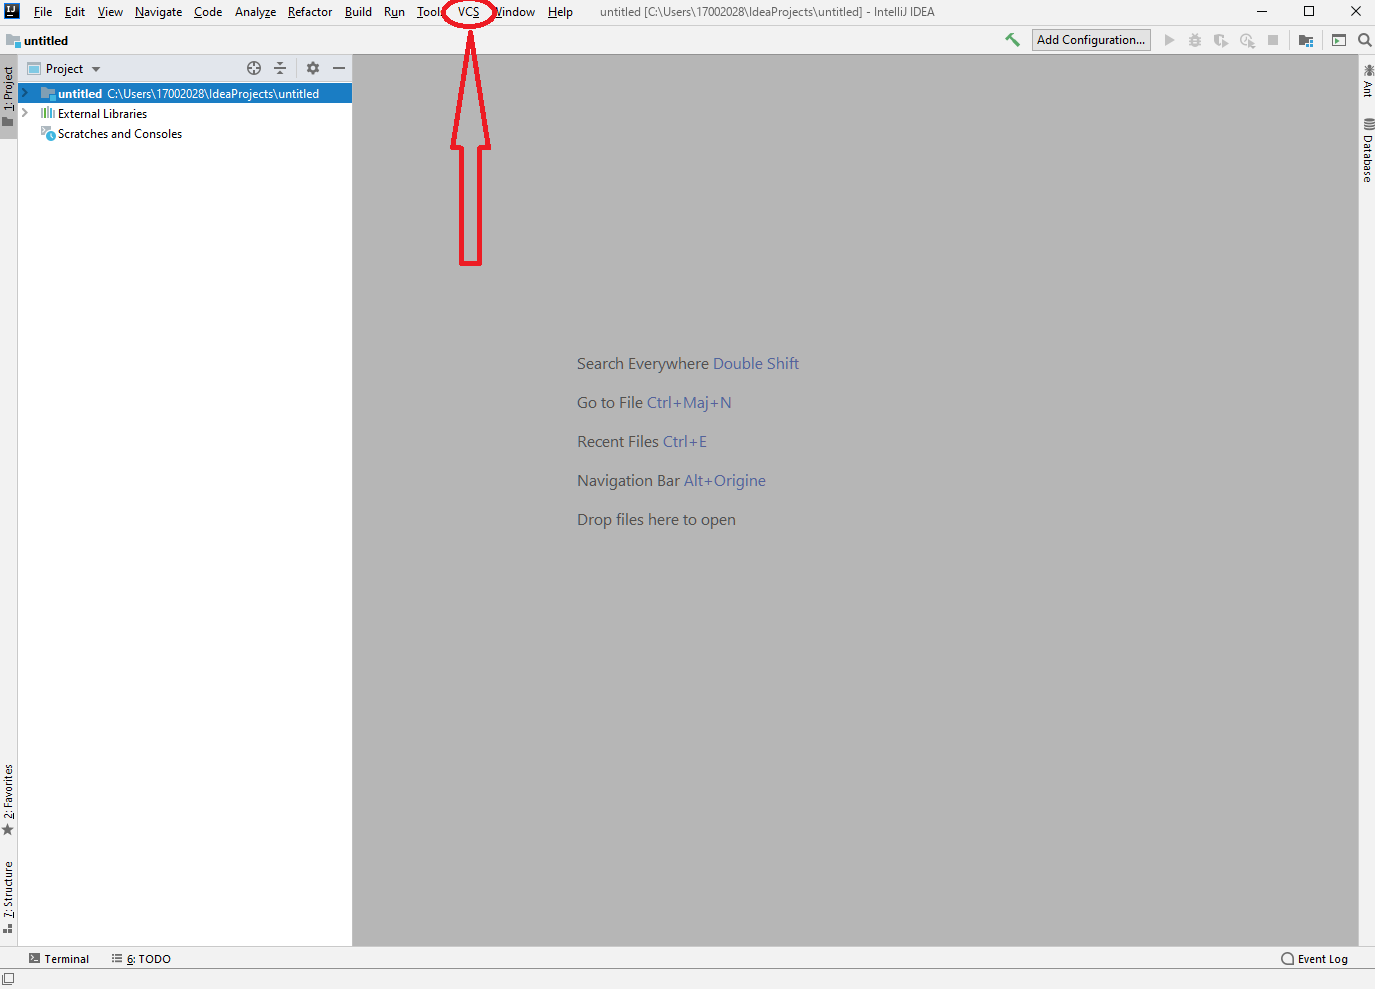 File Edit View Navigate Code Analyze Refactor Build Run Tools VCS Window Help untitled [C:\Users\17002028\IdeaProjects\untitled] - IntelliJ IDEA
untitled
Add Configuration...
Project
untitled C:\Users\17002028\IdeaProjects\untitled
External Libraries
Scratches and Consoles
1: Project
2: Favorites
7: Structure
Search Everywhere Double Shift
Go to File Ctrl+Maj+N
Recent Files Ctrl+E
Navigation Bar Alt+Origine
Drop files here to open
Ant
Database
Terminal
6: TODO
Event Log